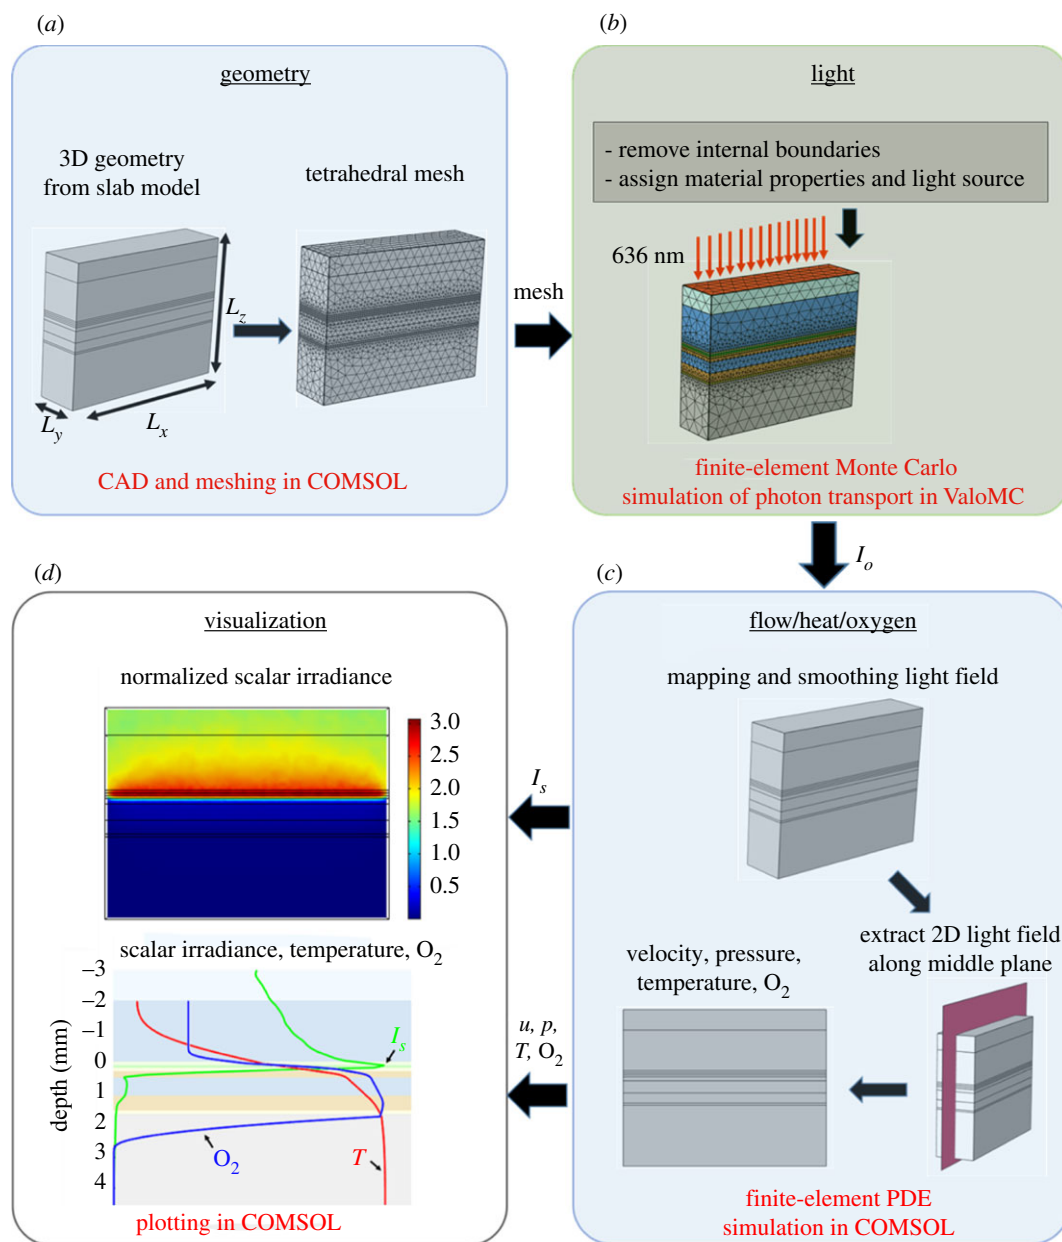 (a)
geometry
3D geometry
from slab model
tetrahedral mesh
Lz
Ly
Lx
CAD and meshing in COMSOL
mesh
(b)
light
- remove internal boundaries
- assign material properties and light source
636 nm
finite-element Monte Carlo
simulation of photon transport in ValoMC
Io
(c)
flow/heat/oxygen
mapping and smoothing light field
extract 2D light field
along middle plane
velocity, pressure,
temperature, O2
finite-element PDE
simulation in COMSOL
Is
u, p,
T, O2
(d)
visualization
normalized scalar irradiance
3.0
2.5
2.0
1.5
1.0
0.5
scalar irradiance, temperature, O2
depth (mm)
–3
–2
–1
0
1
2
3
4
Is
O2
T
plotting in COMSOL